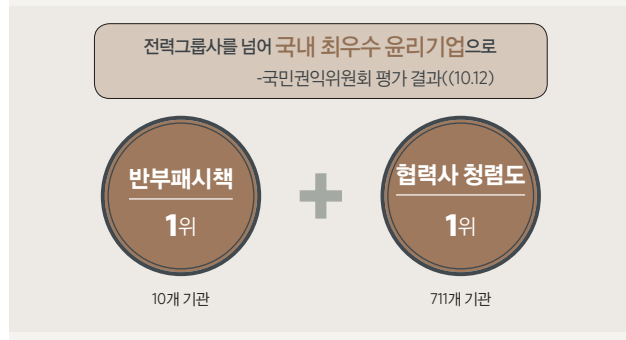 전력그룹사를 넘어 국내 최우수 윤리기업으로
-국민권익위원회 평가 결과((10.12)
반부패시책
1위
+
협력사 청렴도
1위
10개 기관
711개 기관